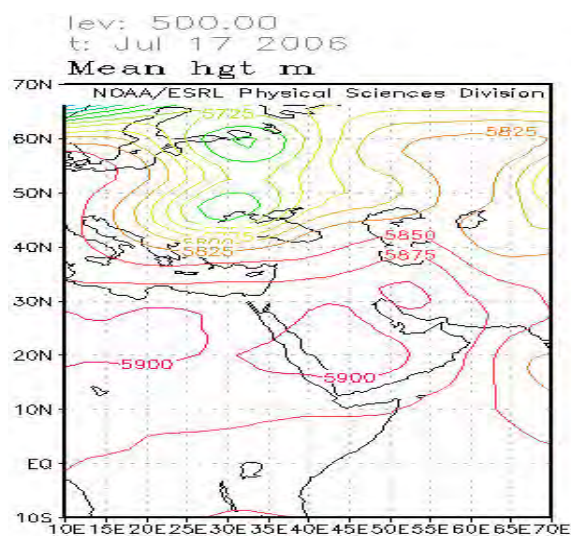 lev: 500.00
t: Jul 17 2006
Mean hgt m
NOAA/ESRL Physical Sciences Division
70N
60N
50N
40N
30N
20N
10N
EQ
10S
5725
5825
5825
5850
5875
5900
5900
10E 15E 20E 25E 30E 35E 40E 45E 50E 55E 60E 65E 70E